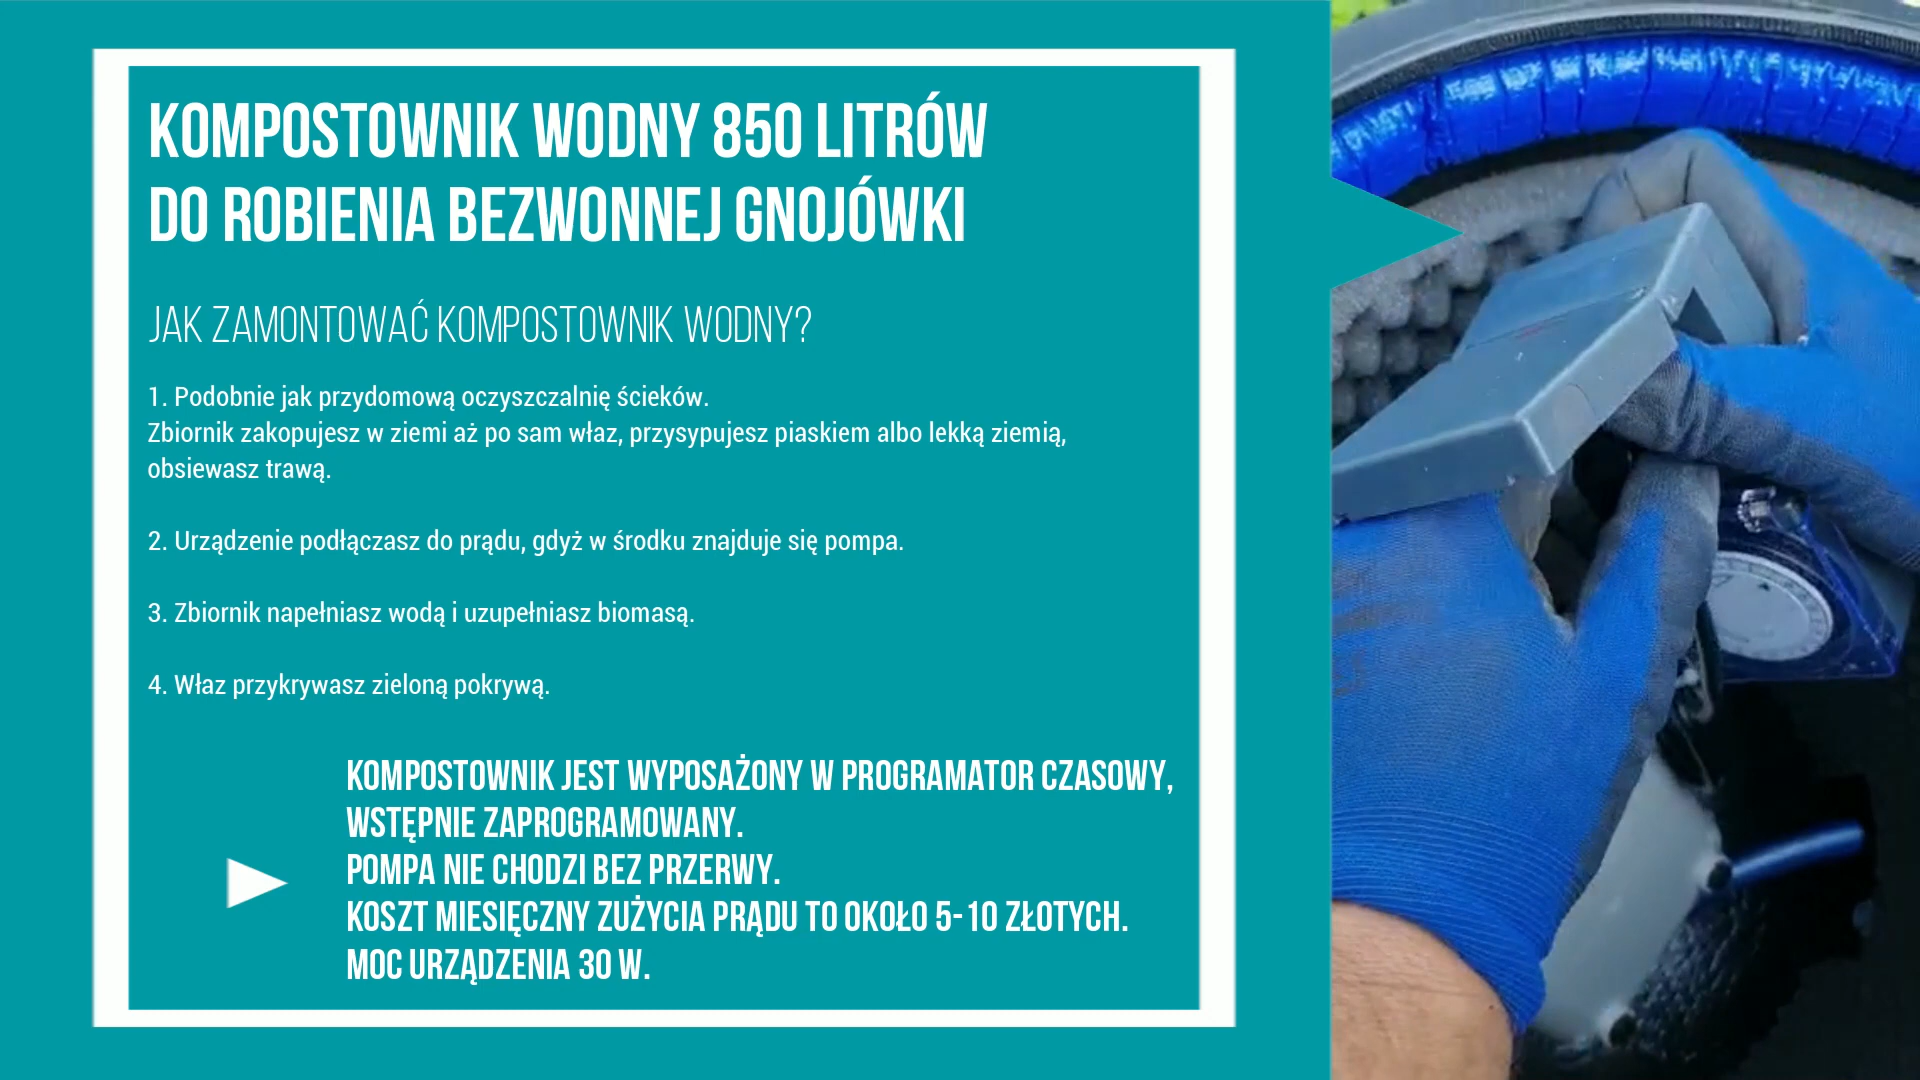 KOMPOSTOWNIK WODNY 850 LITRÓW
DO ROBIENIA BEZWONNEJ GNOJÓWKI
JAK ZAMONTOWAĆ KOMPOSTOWNIK WODNY?
1. Podobnie jak przydomową oczyszczalnię ścieków.
Zbiornik zakopujesz w ziemi aż po sam właz, przysypujesz piaskiem albo lekką ziemią,
obsiewasz trawą.
2. Urządzenie podłączasz do prądu, gdyż w środku znajduje się pompa.
3. Zbiornik napełniasz wodą i uzupełniasz biomasą.
4. Właz przykrywasz zieloną pokrywą.
KOMPOSTOWNIK JEST WYPOSAŻONY W PROGRAMATOR CZASOWY,
WSTĘPNIE ZAPROGRAMOWANY.
POMPA NIE CHODZI BEZ PRZERWY.
KOSZT MIESIĘCZNY ZUŻYCIA PRĄDU TO OKOŁO 5-10 ZŁOTYCH.
MOC URZĄDZENIA 30 W.